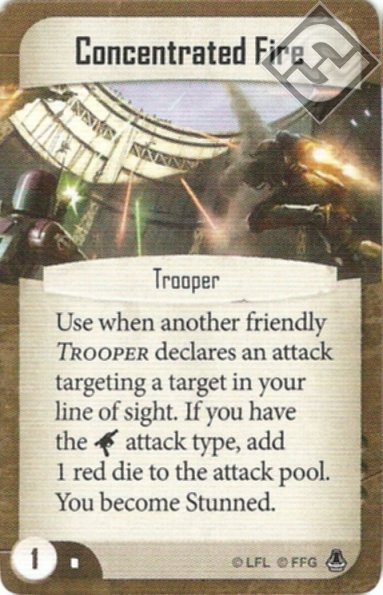 Concentrated Fire
Trooper
Use when another friendly
TROOPER declares an attack
targeting a target in your
line of sight. If you have
the attack type, add
1 red die to the attack pool.
You become Stunned.
1
© LFL © FFG